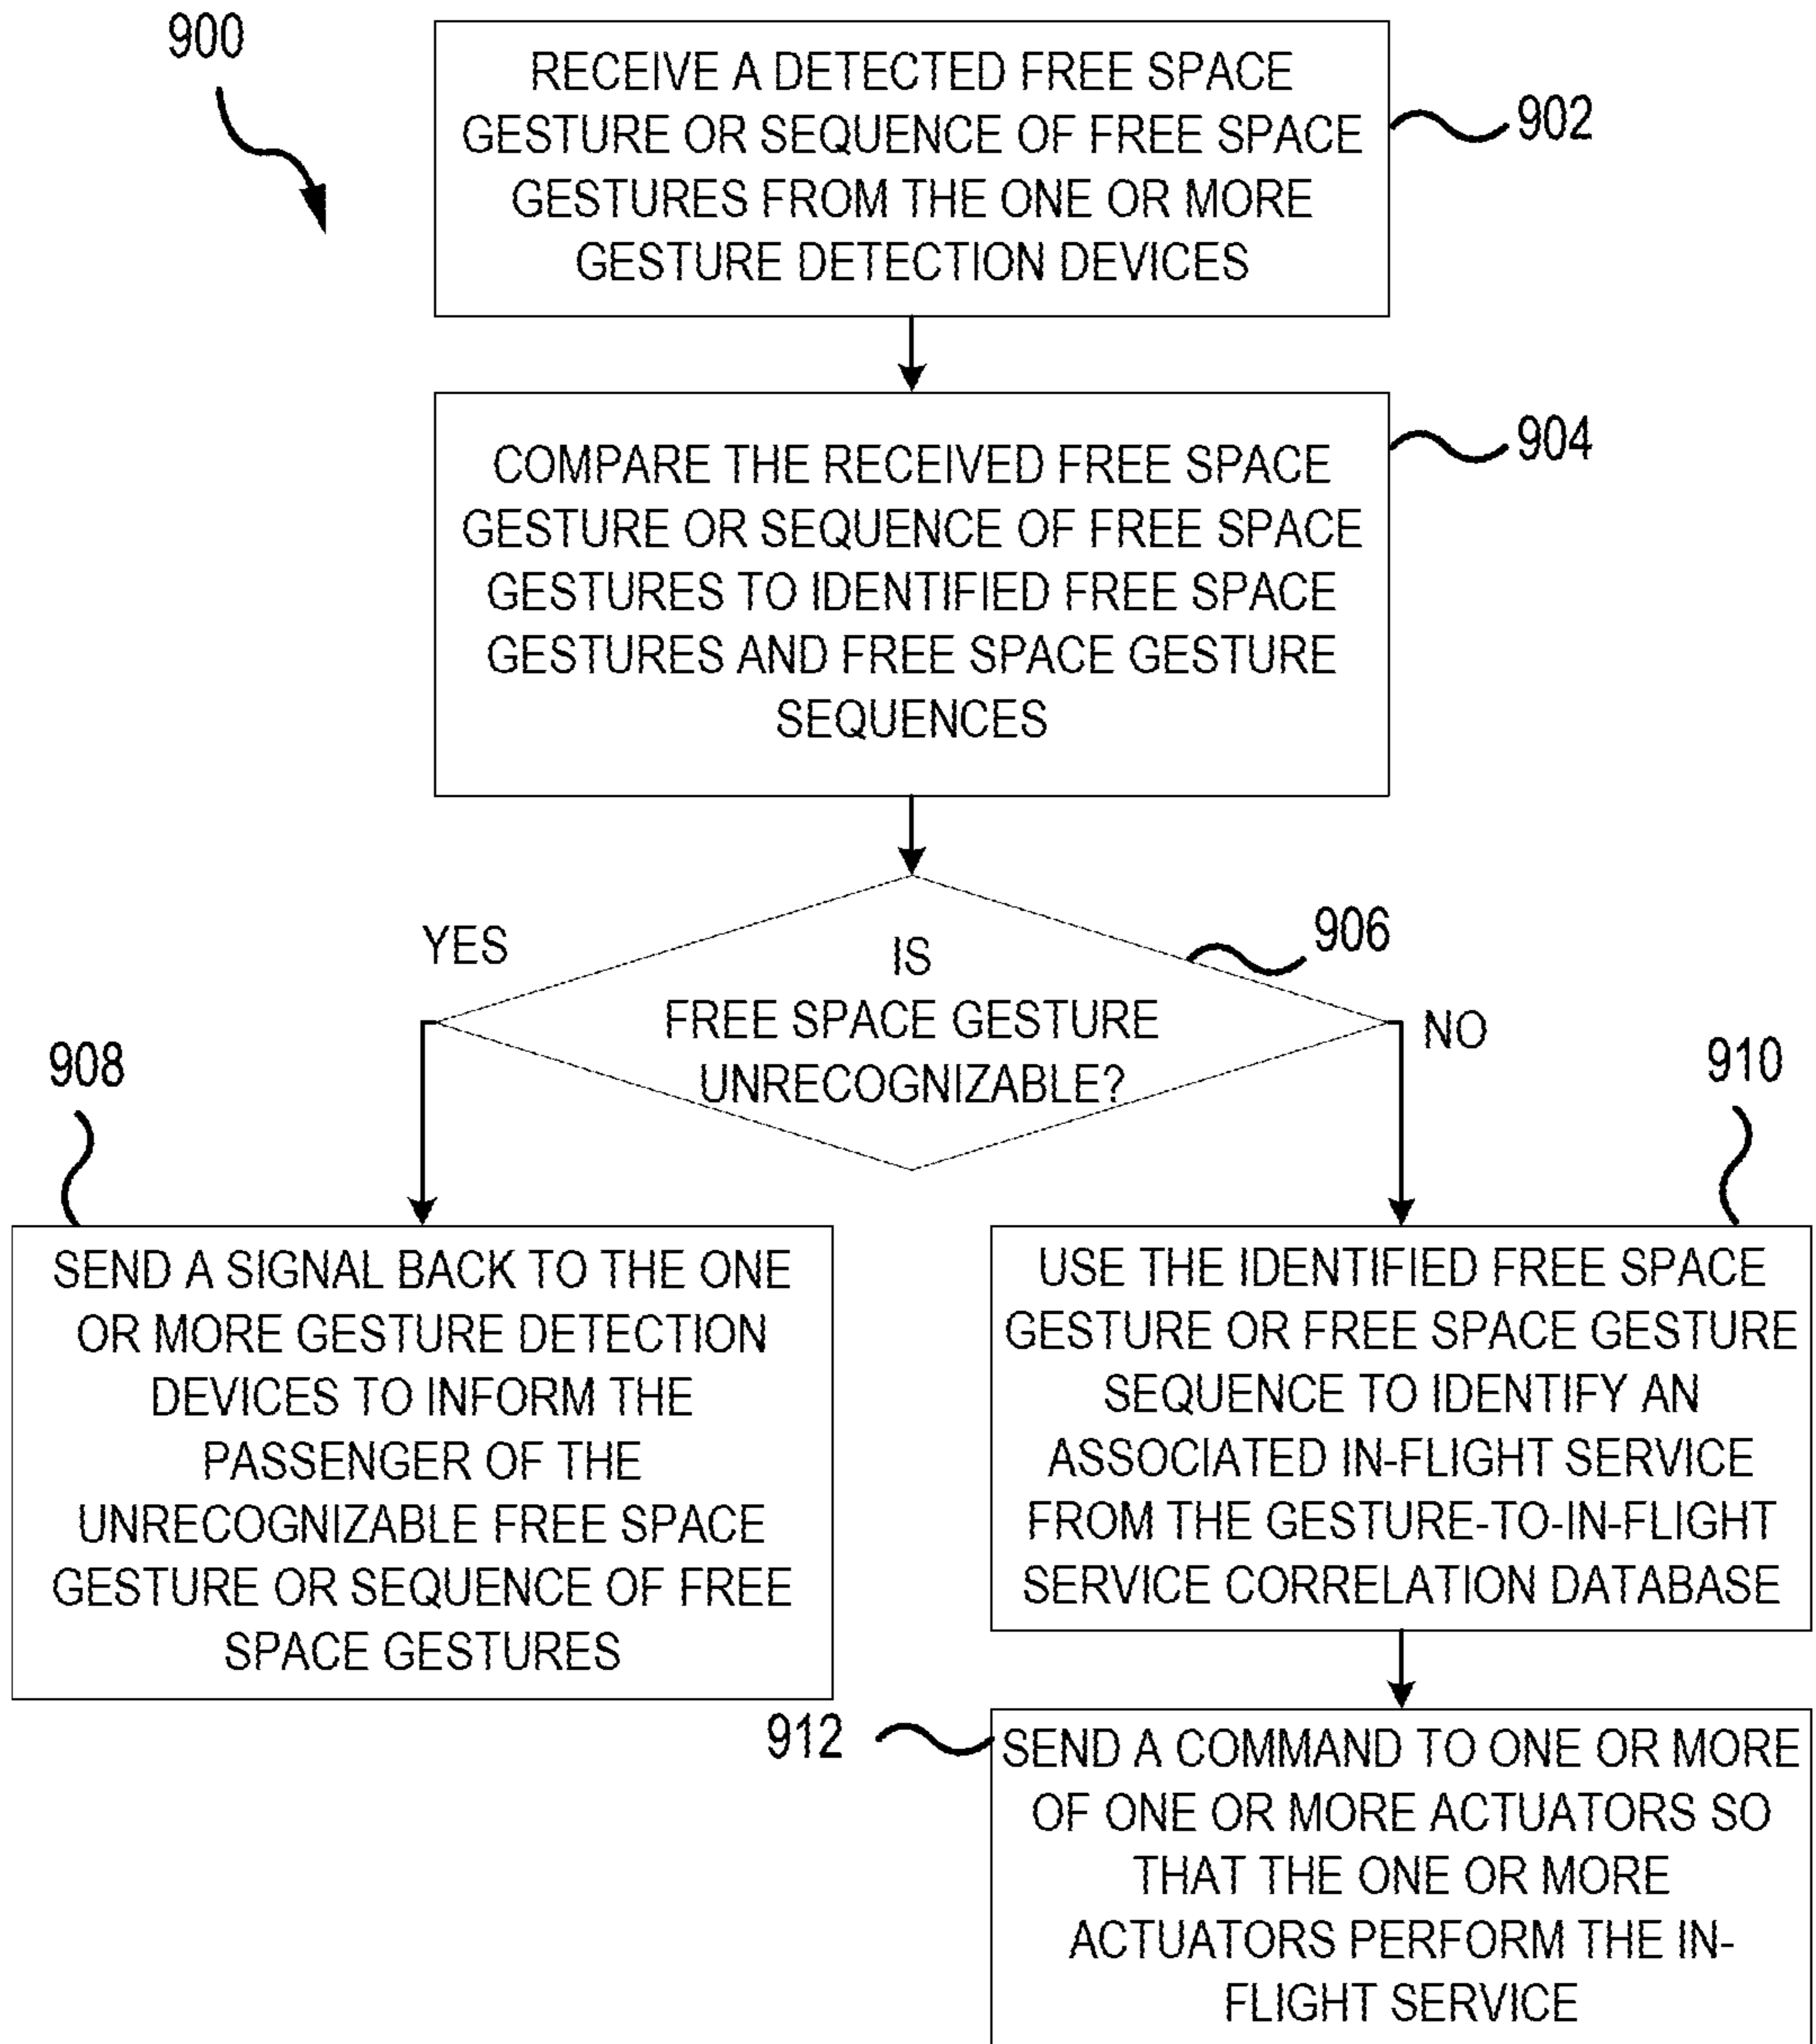 900
RECEIVE A DETECTED FREE SPACE
GESTURE OR SEQUENCE OF FREE SPACE
GESTURES FROM THE ONE OR MORE
GESTURE DETECTION DEVICES
902
COMPARE THE RECEIVED FREE SPACE
GESTURE OR SEQUENCE OF FREE SPACE
GESTURES TO IDENTIFIED FREE SPACE
GESTURES AND FREE SPACE GESTURE
SEQUENCES
904
YES
IS
FREE SPACE GESTURE
UNRECOGNIZABLE?
906
NO
908
SEND A SIGNAL BACK TO THE ONE
OR MORE GESTURE DETECTION
DEVICES TO INFORM THE
PASSENGER OF THE
UNRECOGNIZABLE FREE SPACE
GESTURE OR SEQUENCE OF FREE
SPACE GESTURES
910
USE THE IDENTIFIED FREE SPACE
GESTURE OR FREE SPACE GESTURE
SEQUENCE TO IDENTIFY AN
ASSOCIATED IN-FLIGHT SERVICE
FROM THE GESTURE-TO-IN-FLIGHT
SERVICE CORRELATION DATABASE
912
SEND A COMMAND TO ONE OR MORE
OF ONE OR MORE ACTUATORS SO
THAT THE ONE OR MORE
ACTUATORS PERFORM THE IN-
FLIGHT SERVICE